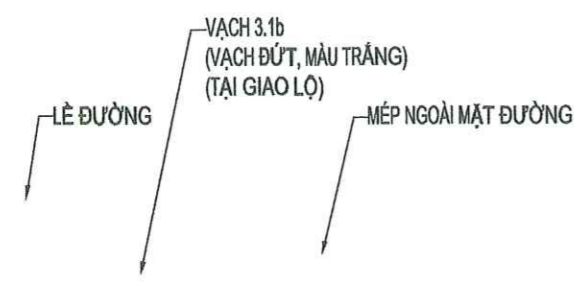 VẠCH 3.1b
(VẠCH ĐỨT, MÀU TRẮNG)
(TẠI GIAO LỘ)
LỀ ĐƯỜNG
MÉP NGOÀI MẶT ĐƯỜNG